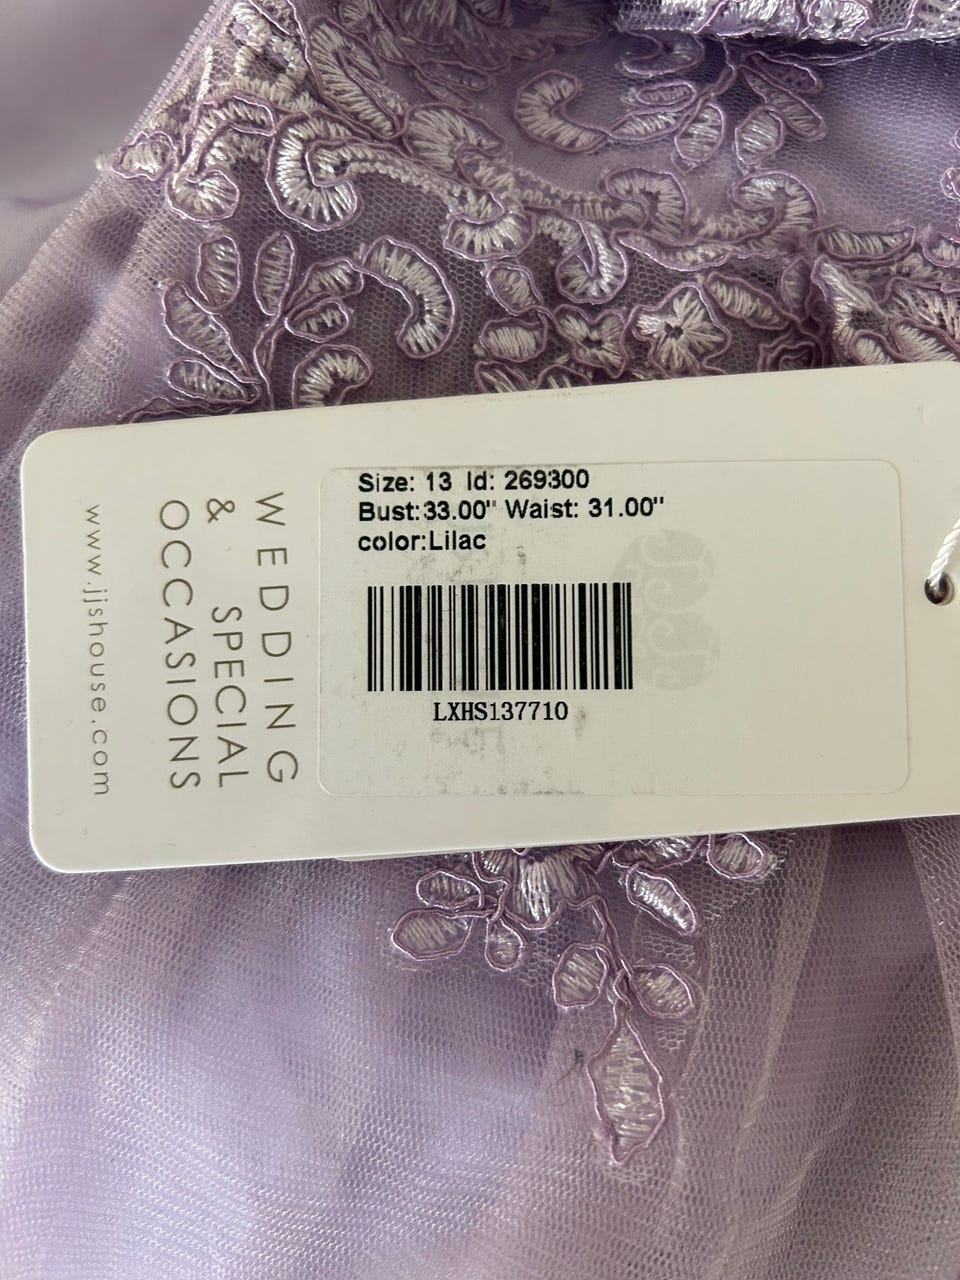 Size: 13 Id: 269300
Bust:33.00" Waist: 31.00"
color:Lilac
LXHS137710
WEDDING
& SPECIAL
OCCASIONS
www.jjshouse.com